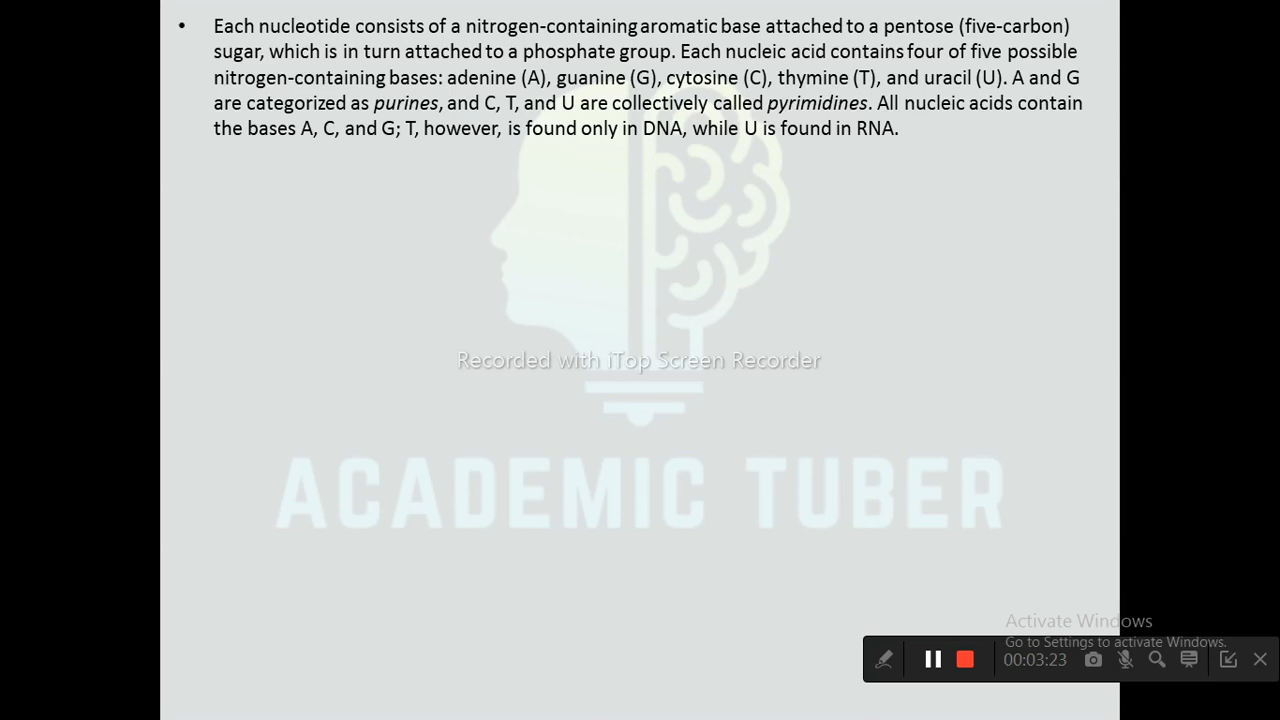 • Each nucleotide consists of a nitrogen-containing aromatic base attached to a pentose (five-carbon)
sugar, which is in turn attached to a phosphate group. Each nucleic acid contains four of five possible
nitrogen-containing bases: adenine (A), guanine (G), cytosine (C), thymine (T), and uracil (U). A and G
are categorized as purines, and C, T, and U are collectively called pyrimidines. All nucleic acids contain
the bases A, C, and G; T, however, is found only in DNA, while U is found in RNA.
Recorded with iTop Screen Recorder
ACADEMIC TUBER
Activate Windows
Go to Settings to activate Windows.
00:03:23